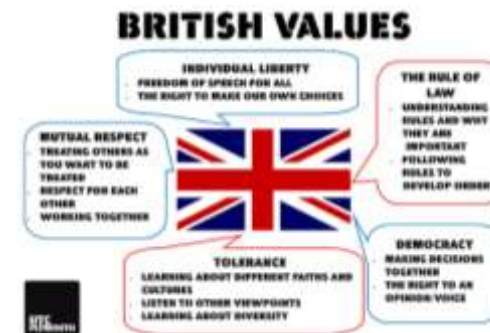 BRITISH VALUES
INDIVIDUAL LIBERTY
FREEDOM OF SPEECH FOR ALL
THE RIGHT TO MAKE OUR OWN CHOICES
THE RULE OF
LAW
UNDERSTANDING
RULES AND WHY
THEY ARE
IMPORTANT
FOLLOWING
RULES TO
DEVELOP ORDER
MUTUAL RESPECT
TREATING OTHERS AS
YOU WANT TO BE
TREATED
RESPECT FOR EACH
OTHER
WORKING TOGETHER
TOLERANCE
LEARNING ABOUT DIFFERENT FAITHS AND
CULTURES
LISTEN TO OTHER VIEWPOINTS
LEARNING ABOUT DIVERSITY
DEMOCRACY
MAKING DECISIONS
TOGETHER
THE RIGHT TO AN
OPINION/VOICE